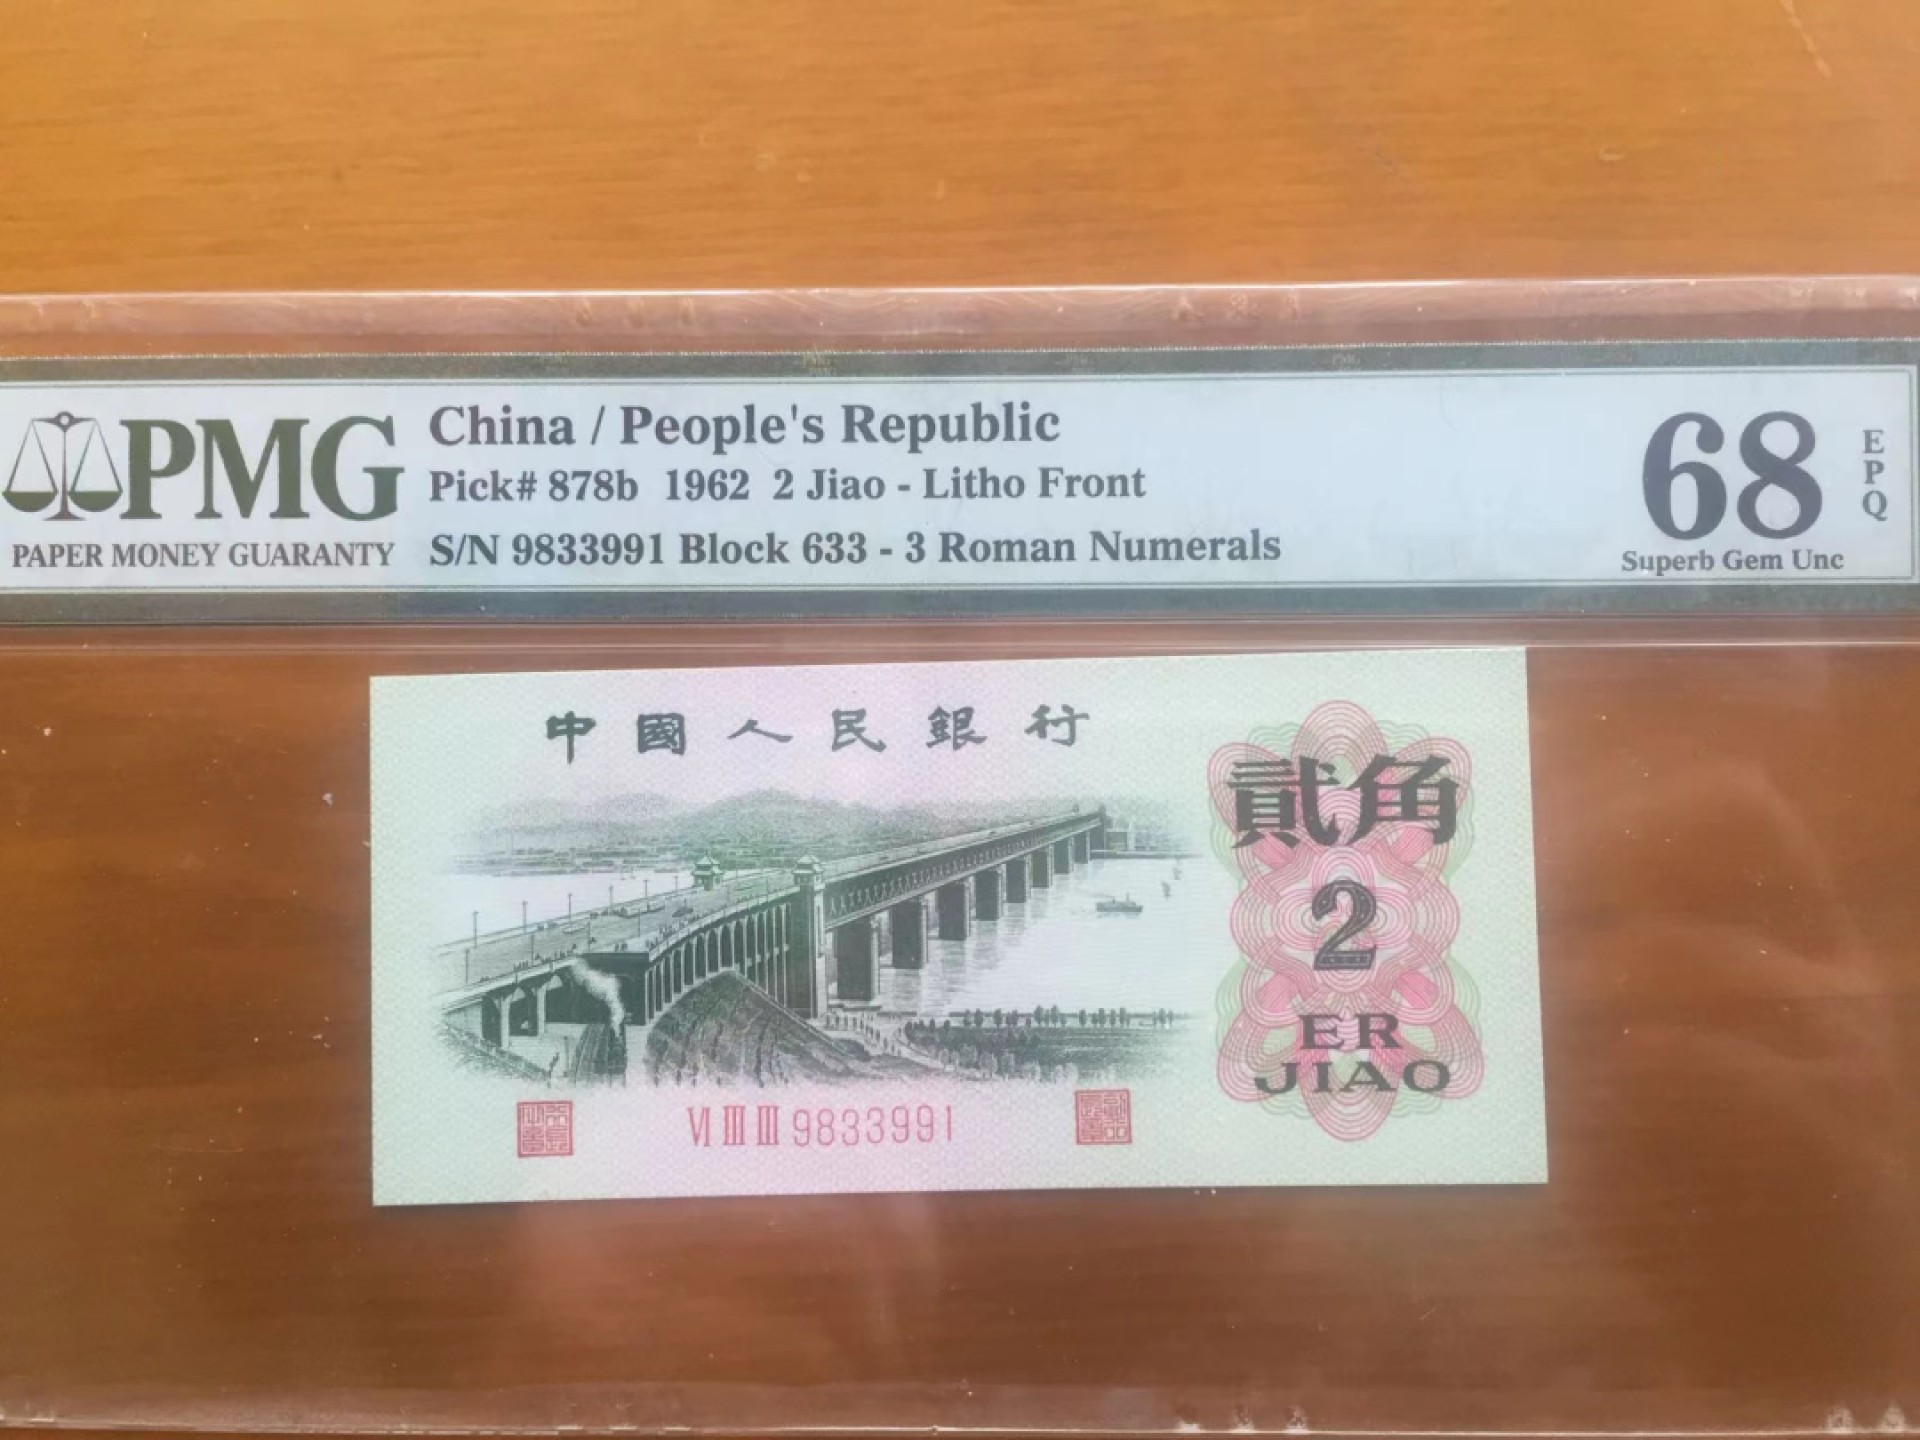 PMG
PAPER MONEY GUARANTY
China / People's Republic
Pick# 878b 1962 2 Jiao - Litho Front
S/N 9833991 Block 633 - 3 Roman Numerals
68
EPQ
Superb Gem Unc
中國人民銀行
貳角
2
ER
JIAO
VI III III 9833991